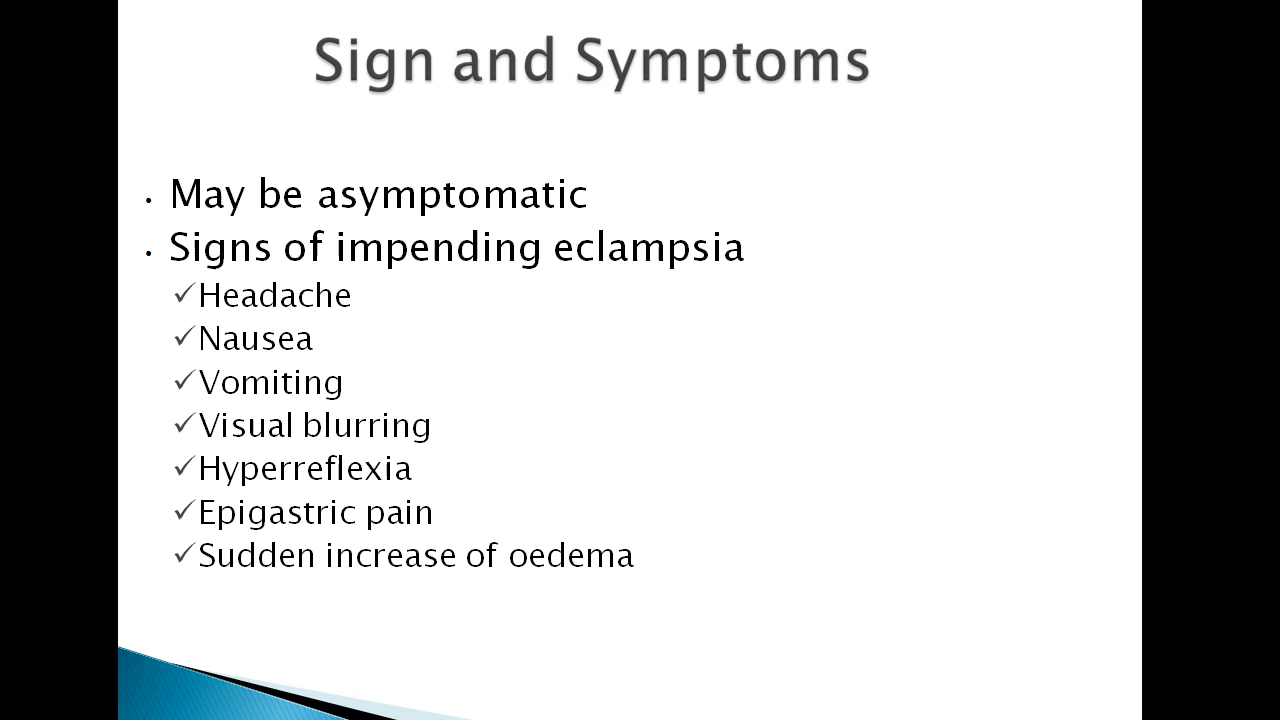 Sign and Symptoms
• May be asymptomatic
• Signs of impending eclampsia
✓Headache
✓Nausea
✓Vomiting
✓Visual blurring
✓Hyperreflexia
✓Epigastric pain
✓Sudden increase of oedema